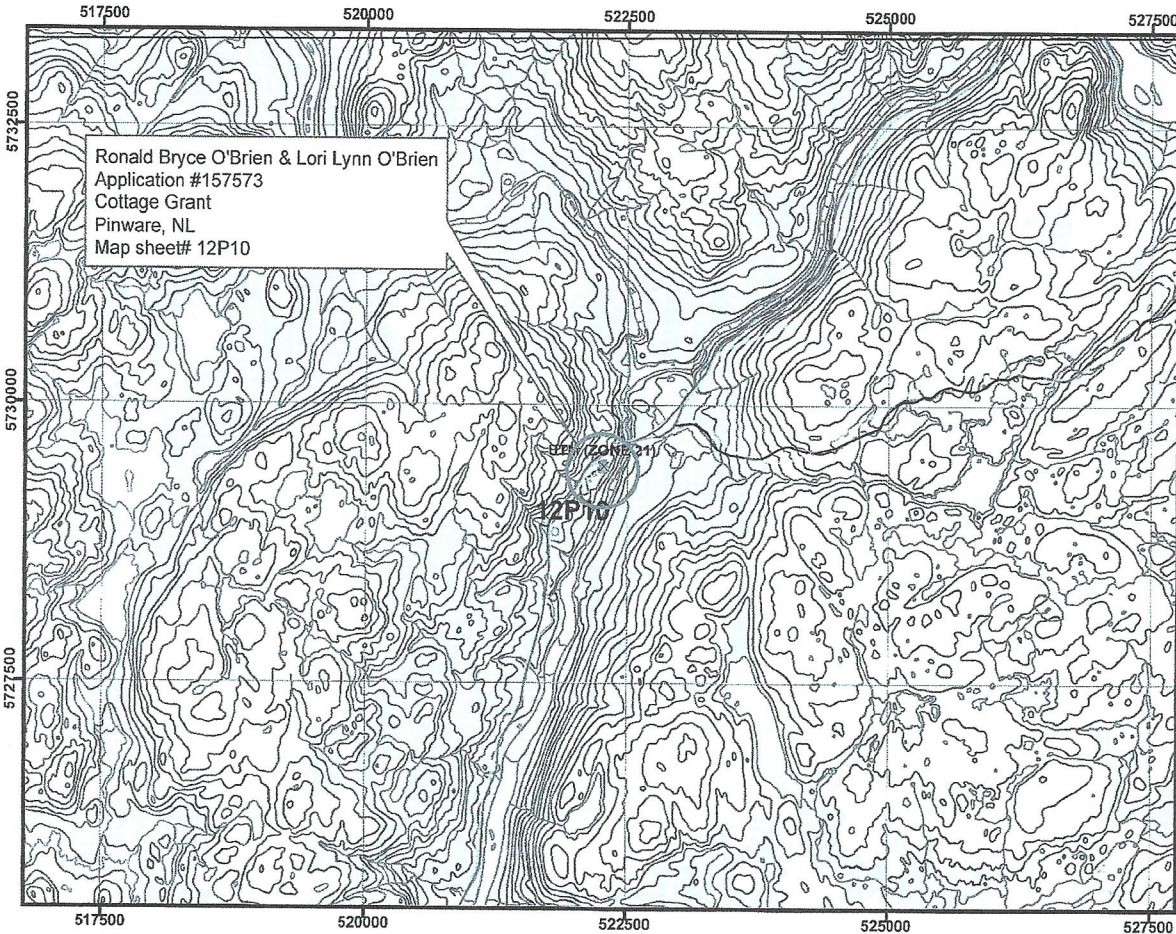 517500
520000
522500
525000
527500
5732500
Ronald Bryce O'Brien & Lori Lynn O'Brien
Application #157573
Cottage Grant
Pinware, NL
Map sheet# 12P10
5730000
UTM (ZONE 21)
12P10
5727500
517500
520000
522500
525000
527500